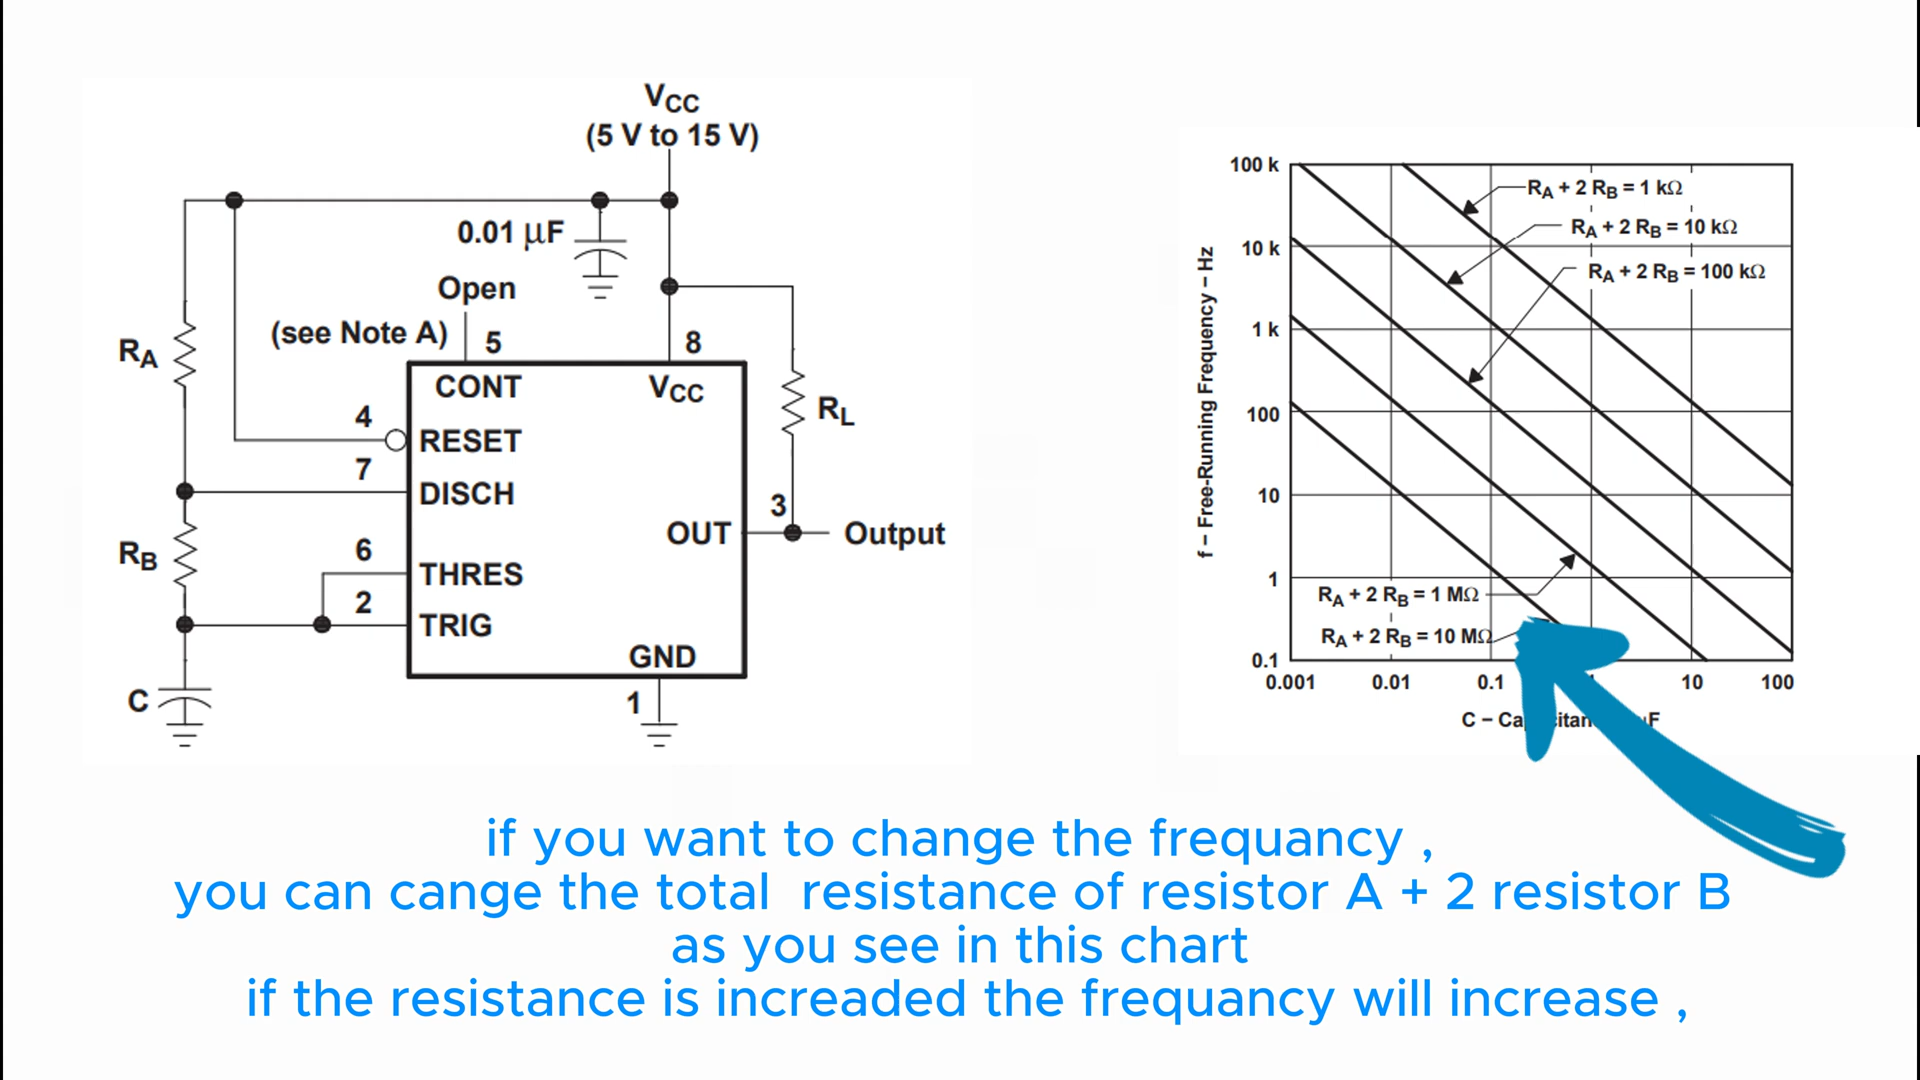 VCC
(5 V to 15 V)
0.01 μF
Open
(see Note A)
5
8
RA
CONT
VCC
RL
4
RESET
7
DISCH
3
OUT
Output
RB
6
THRES
2
TRIG
GND
C
1
100 k
RA + 2 RB = 1 kΩ
RA + 2 RB = 10 kΩ
10 k
RA + 2 RB = 100 kΩ
1 k
f – Free-Running Frequency – Hz
100
10
1
RA + 2 RB = 1 MΩ
RA + 2 RB = 10 MΩ
0.1
0.001 0.01 0.1 10 100
C – F
if you want to change the frequancy ,
you can cange the total resistance of resistor A + 2 resistor B
as you see in this chart
if the resistance is increaded the frequancy will increase ,